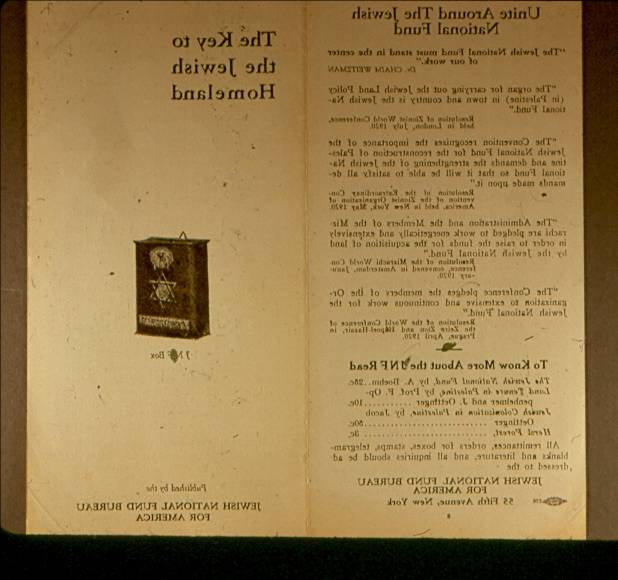 The Key to
the Jewish
Homeland
J N F Box
Published by the
JEWISH NATIONAL FUND BUREAU
FOR AMERICA
Unite Around The Jewish
National Fund
"The Jewish National Fund must stand in the center
of our work."
Dr. CHAIM WEITZMAN
"The organ for carrying out the Jewish Land Policy
(in Palestine) in town and country is the Jewish Na-
tional Fund."
Resolution of Zionist World Conference,
held in London, July 1920.
"The Convention recognizes the importance of the
Jewish National Fund for the reconstruction of Pales-
tine and demands the strengthening of the Jewish Na-
tional Fund so that it will be able to satisfy all de-
mands made upon it."
Resolution of the Extraordinary Con-
vention of the Zionist Organization of
America, held in New York, May 1920.
"The Administration and the Members of the Miz-
rachi are pledged to work energetically and extensively
in order to raise the funds for the acquisition of land
by the Jewish National Fund."
Resolution of the Mizrachi World Con-
ference, convened in Amsterdam, Janu-
ary 1920.
"The Conference pledges the members of the Or-
ganization to extensive and continuous work for the
Jewish National Fund."
Resolution of the World Conference of
the Zeire Zion and Hapoel-Hazair, in
Prague, April 1920.
To Know More About the JNF Read
The Jewish National Fund, by A. Boehm..25c.
Land Tenure in Palestine, by Prof. F. Op-
penheimer and J. Oettinger ..........10c.
Jewish Colonization in Palestine, by Jacob
Oettinger ..........................50c.
Herzl Forest, ..........................5c.
All remittances, orders for boxes, stamps, telegram-
blanks and literature, and all inquiries should be ad-
dressed to the
JEWISH NATIONAL FUND BUREAU
FOR AMERICA
55 Fifth Avenue, New York
8